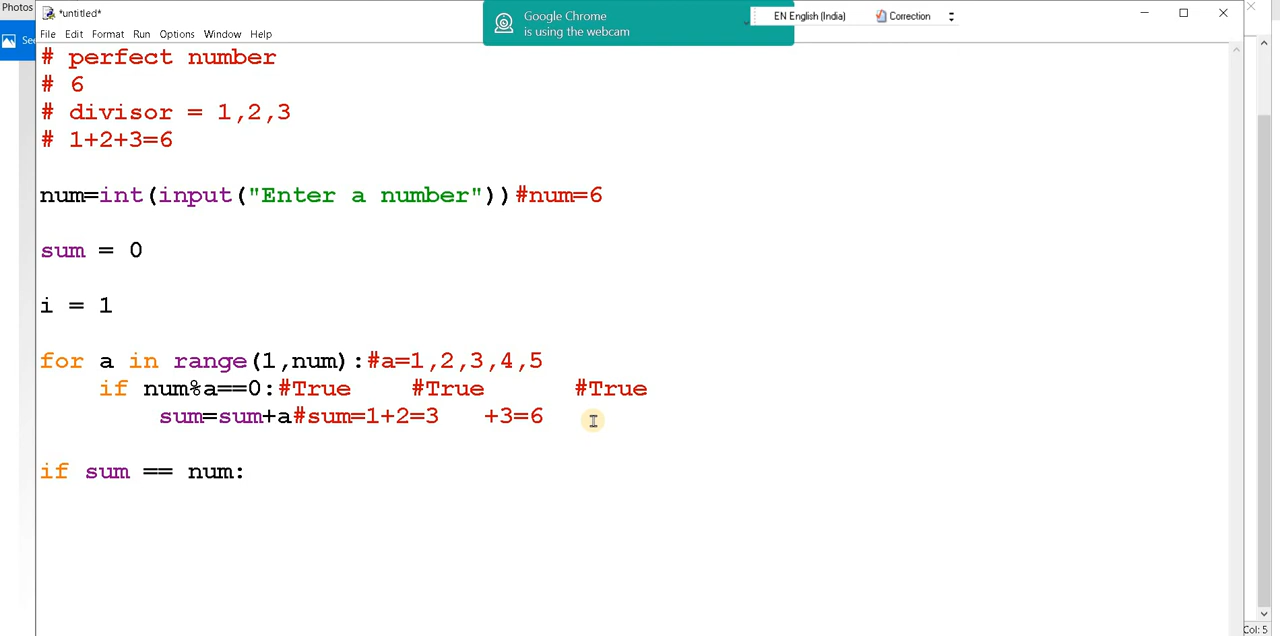 Photos
*untitled*
Google Chrome
is using the webcam
EN English (India)
Correction
File Edit Format Run Options Window Help
# perfect number
# 6
# divisor = 1,2,3
# 1+2+3=6
num=int(input("Enter a number"))#num=6
sum = 0
i = 1
for a in range(1,num):#a=1,2,3,4,5
    if num%a==0:#True    #True      #True
        sum=sum+a#sum=1+2=3   +3=6
if sum == num:
Col: 5